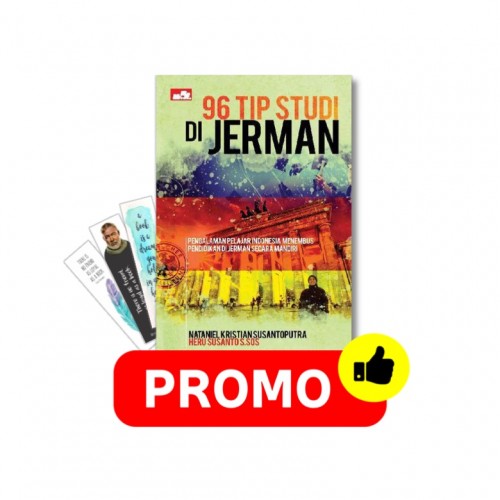 96 TIP STUDI
DI JERMAN
PENGALAMAN PELAJAR INDONESIA MENEMBUS
PENDIDIKAN DI JERMAN SECARA MANDIRI
NATANIEL KRISTIAN SUSANTOPUTRA
HERU SUSANTO S.SOS
PROMO